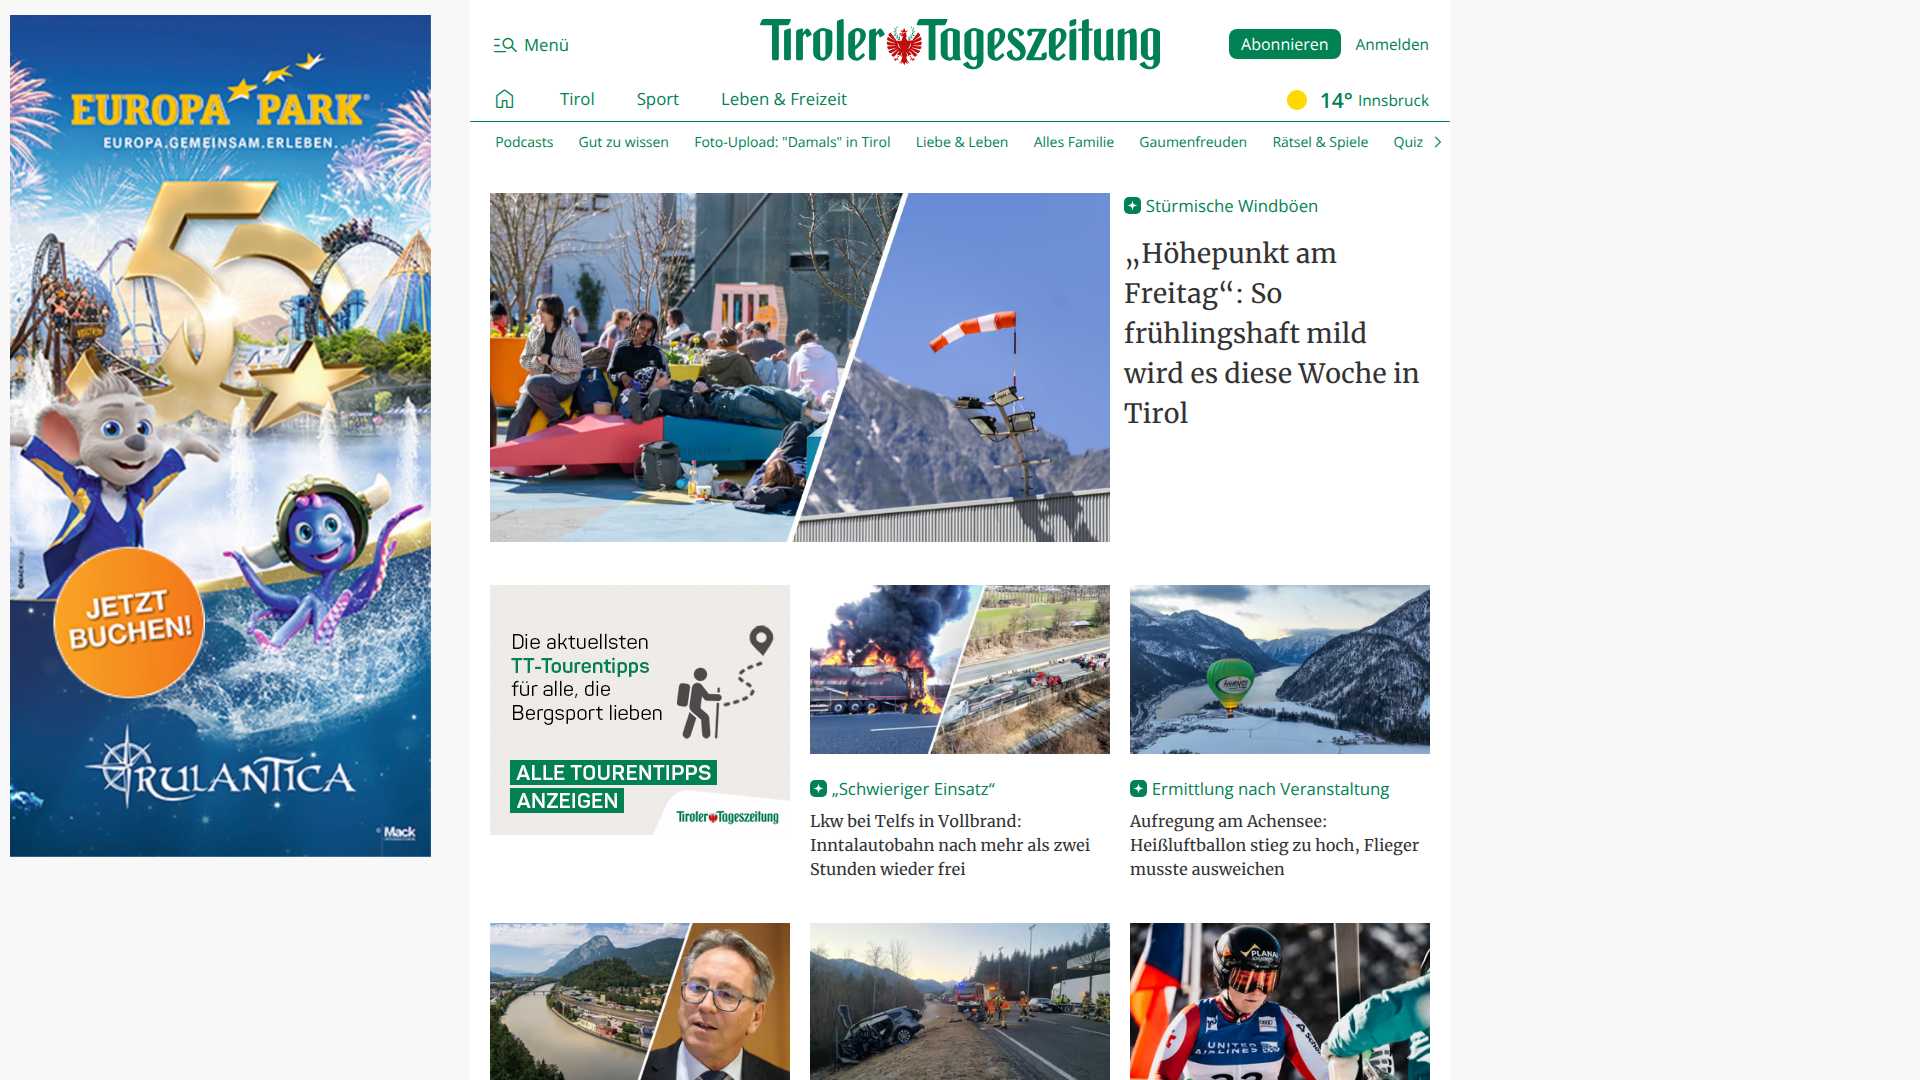 EUROPA PARK
EUROPA.GEMEINSAM.ERLEBEN.
50
JETZT
BUCHEN!
RULANTICA
Mack
Menü
Tiroler Tageszeitung
Abonnieren
Anmelden
Tirol
Sport
Leben & Freizeit
14° Innsbruck
Podcasts
Gut zu wissen
Foto-Upload: "Damals" in Tirol
Liebe & Leben
Alles Familie
Gaumenfreuden
Rätsel & Spiele
Quiz
Stürmische Windböen
„Höhepunkt am
Freitag“: So
frühlingshaft mild
wird es diese Woche in
Tirol
Die aktuellsten
TT-Tourentipps
für alle, die
Bergsport lieben
ALLE TOURENTIPPS
ANZEIGEN
Tiroler Tageszeitung
„Schwieriger Einsatz“
Lkw bei Telfs in Vollbrand:
Inntalautobahn nach mehr als zwei
Stunden wieder frei
Ermittlung nach Veranstaltung
Aufregung am Achensee:
Heißluftballon stieg zu hoch, Flieger
musste ausweichen
PLANAI
UNITED
AIRLINES